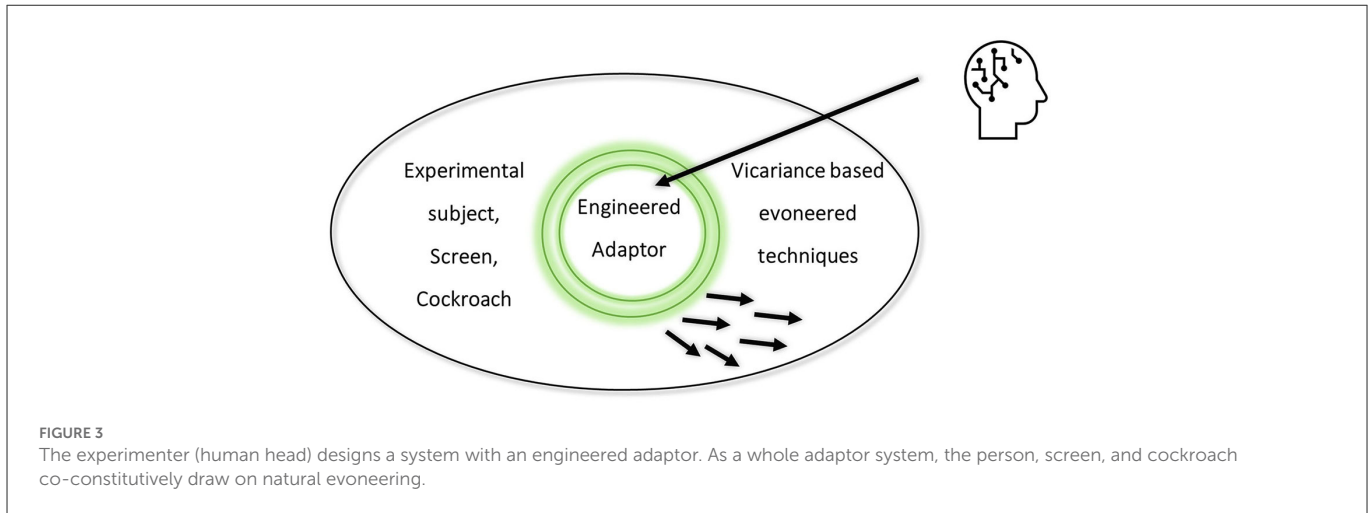 Experimental
subject,
Screen,
Cockroach
Engineered
Adaptor
Vicariance based
evoneered
techniques
FIGURE 3
The experimenter (human head) designs a system with an engineered adaptor. As a whole adaptor system, the person, screen, and cockroach
co-constitutively draw on natural evoneering.